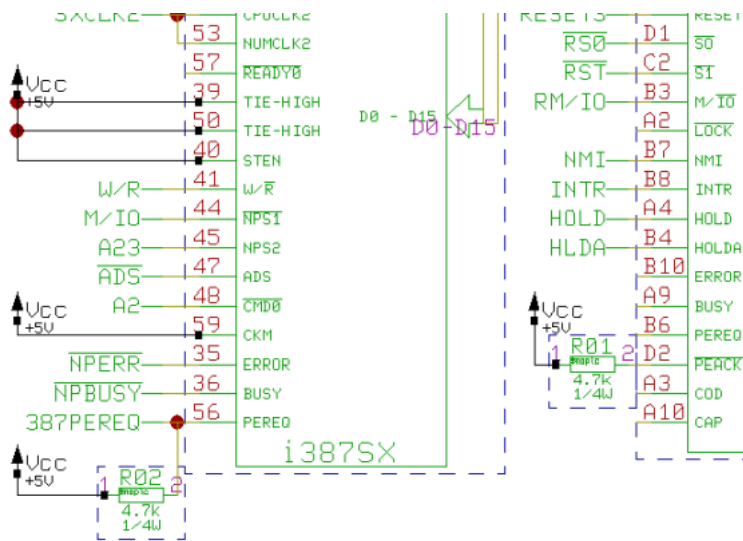 SXCLK2 CPUCLK2
53 NUMCLK2
57 READY0
Vcc
+5V
39 TIE-HIGH
50 TIE-HIGH
40 STEN
W/R 41 W/R
M/IO 44 NPS1
A23 45 NPS2
ADS 47 ADS
A2 48 CMD0
Vcc
+5V
59 CKM
NPERR 35 ERROR
NPBUSY 36 BUSY
387PEREQ 56 PEREQ
i387SX
Vcc
+5V
R02
1 2
4.7k
1/4W
D0 - D15
D0-D15
RESET3 RESET
RS0 D1 S0
RST C2 S1
RM/IO B3 M/IO
A2 LOCK
NMI B7 NMI
INTR B8 INTR
HOLD A4 HOLD
HLDA B4 HOLDA
B10 ERROR
A9 BUSY
B6 PEREQ
Vcc
+5V
R01
1 2
4.7k
1/4W
D2 PEACK
A3 COD
A10 CAP